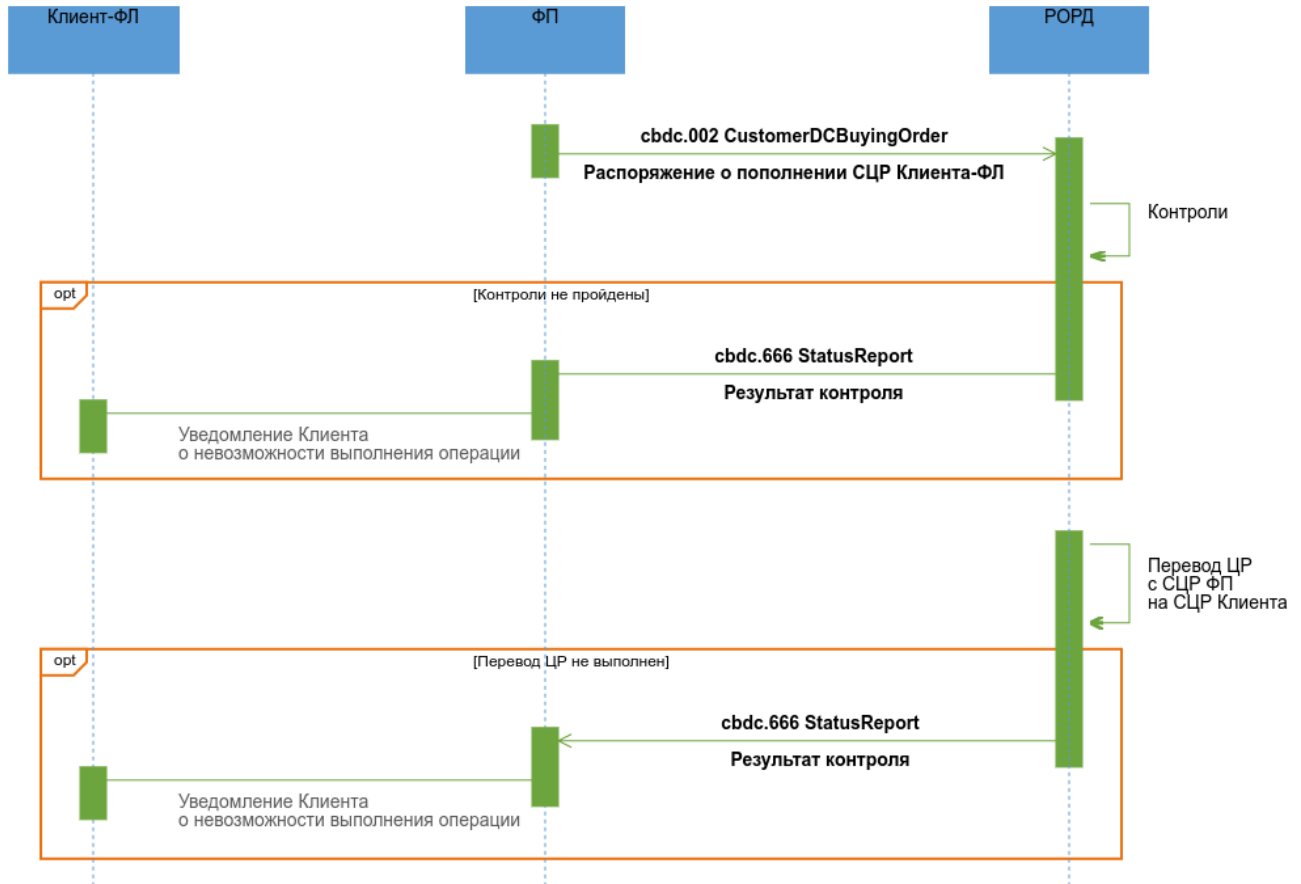 Клиент-ФЛ
ФП
РОРД
cbdc.002 CustomerDCBuyingOrder
Распоряжение о пополнении СЦР Клиента-ФЛ
Контроли
opt
[Контроли не пройдены]
cbdc.666 StatusReport
Результат контроля
Уведомление Клиента
о невозможности выполнения операции
Перевод ЦР
с СЦР ФП
на СЦР Клиента
opt
[Перевод ЦР не выполнен]
cbdc.666 StatusReport
Результат контроля
Уведомление Клиента
о невозможности выполнения операции